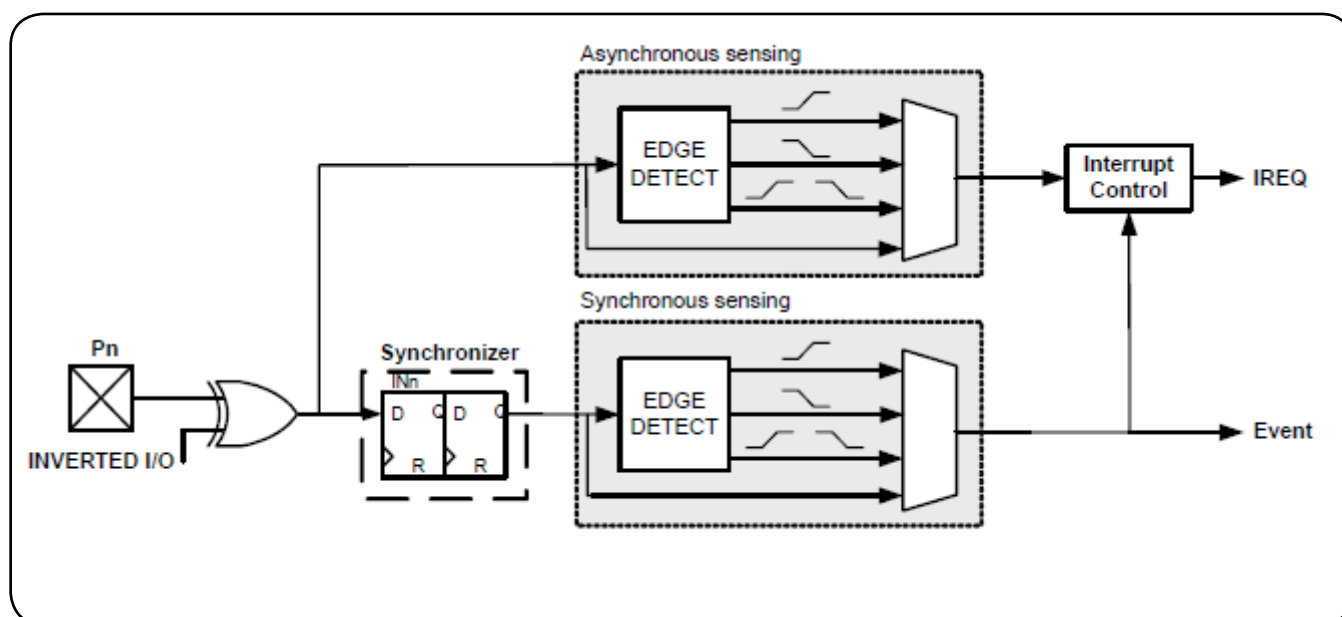 Asynchronous sensing
EDGE
DETECT
Interrupt
Control
IREQ
Synchronous sensing
Pn
Synchronizer
INn
D Q D Q
R R
INVERTED I/O
EDGE
DETECT
Event